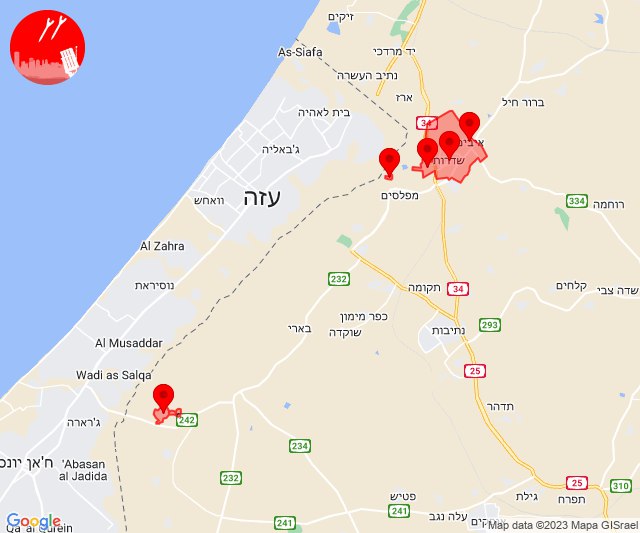 זיקים
As-Siafa
יד מרדכי
נתיב העשרה
ארז
ברור חיל
בית לאהיה
34
איבים
ג'באליה
שדרות
מפלסים
וואחש
עזה
334
רוחמה
Al Zahra
232
נוסיראת
תקומה
34
קלחים
שדה צבי
כפר מימון
שוקדה
בארי
293
נתיבות
Al Musaddar
Wadi as Salqa
25
תדהר
ג'רארה
242
234
ח'אן יונס
'Abasan
al Jadida
232
25
310
פטיש
גילת
תפרח
241
עלה נגב
241
Google
Qa' al-Qurein
Map data ©2023 Mapa GISrael